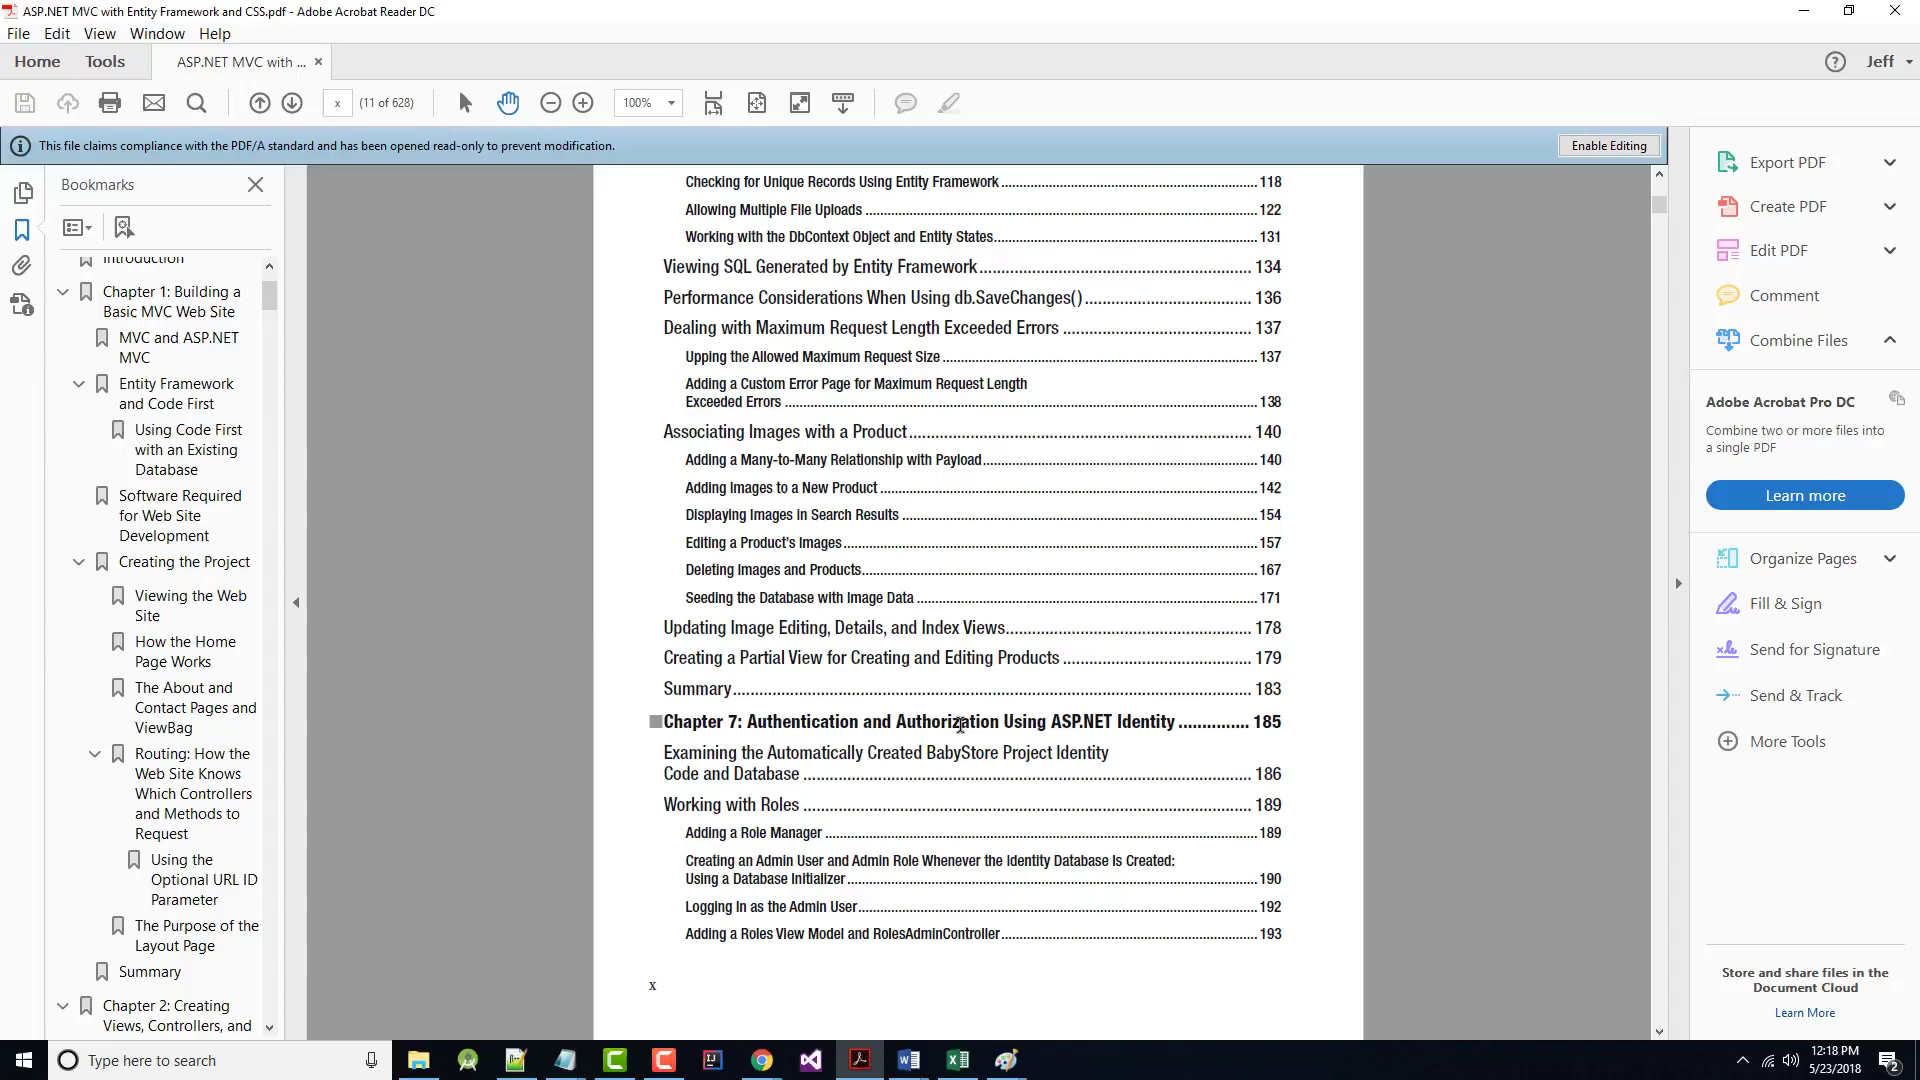 ASP.NET MVC with Entity Framework and CSS.pdf - Adobe Acrobat Reader DC
File Edit View Window Help
Home Tools ASP.NET MVC with ... Jeff
x (11 of 628) 100%
This file claims compliance with the PDF/A standard and has been opened read-only to prevent modification. Enable Editing
Bookmarks
Introduction
Chapter 1: Building a
Basic MVC Web Site
MVC and ASP.NET
MVC
Entity Framework
and Code First
Using Code First
with an Existing
Database
Software Required
for Web Site
Development
Creating the Project
Viewing the Web
Site
How the Home
Page Works
The About and
Contact Pages and
ViewBag
Routing: How the
Web Site Knows
Which Controllers
and Methods to
Request
Using the
Optional URL ID
Parameter
The Purpose of the
Layout Page
Summary
Chapter 2: Creating
Views, Controllers, and
Checking for Unique Records Using Entity Framework 118
Allowing Multiple File Uploads 122
Working with the DbContext Object and Entity States 131
Viewing SQL Generated by Entity Framework 134
Performance Considerations When Using db.SaveChanges() 136
Dealing with Maximum Request Length Exceeded Errors 137
Upping the Allowed Maximum Request Size 137
Adding a Custom Error Page for Maximum Request Length
Exceeded Errors 138
Associating Images with a Product 140
Adding a Many-to-Many Relationship with Payload 140
Adding Images to a New Product 142
Displaying Images in Search Results 154
Editing a Product's Images 157
Deleting Images and Products 167
Seeding the Database with Image Data 171
Updating Image Editing, Details, and Index Views 178
Creating a Partial View for Creating and Editing Products 179
Summary 183
Chapter 7: Authentication and Authorization Using ASP.NET Identity 185
Examining the Automatically Created BabyStore Project Identity
Code and Database 186
Working with Roles 189
Adding a Role Manager 189
Creating an Admin User and Admin Role Whenever the Identity Database Is Created:
Using a Database Initializer 190
Logging In as the Admin User 192
Adding a Roles View Model and RolesAdminController 193
x
Export PDF
Create PDF
Edit PDF
Comment
Combine Files
Adobe Acrobat Pro DC
Combine two or more files into
a single PDF
Learn more
Organize Pages
Fill & Sign
Send for Signature
Send & Track
More Tools
Store and share files in the
Document Cloud
Learn More
Type here to search
12:18 PM
5/23/2018
2